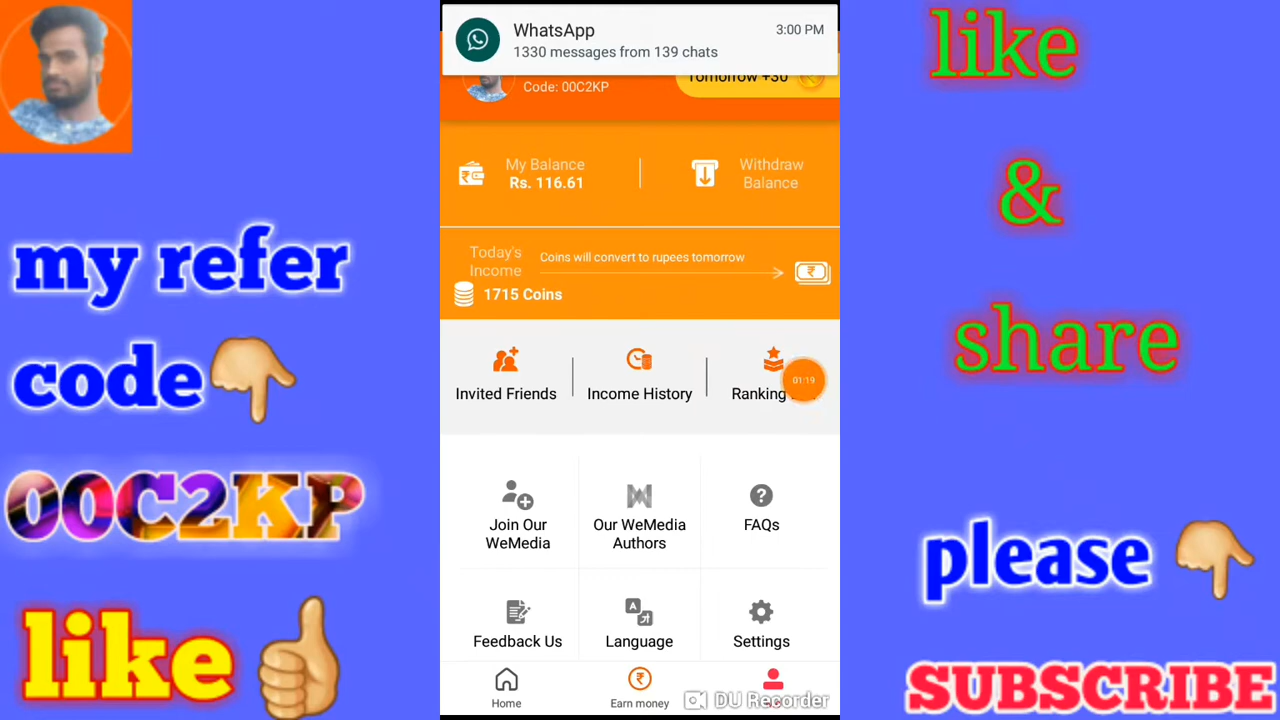 WhatsApp
3:00 PM
1330 messages from 139 chats
Code: 00C2KP
Tomorrow +30
My Balance
Rs. 116.61
Withdraw
Balance
Today's
Income
Coins will convert to rupees tomorrow
1715 Coins
01:19
Invited Friends
Income History
Ranking
Join Our
WeMedia
Our WeMedia
Authors
FAQs
Feedback Us
Language
Settings
Home
Earn money
DU Recorder
my refer
code
00C2KP
like
like
&
share
please
SUBSCRIBE